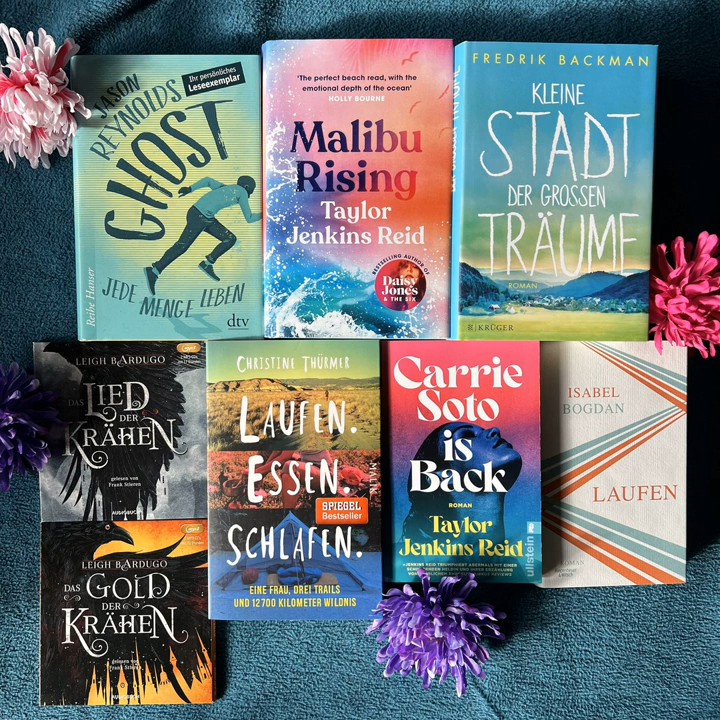 JASON
REYNOLDS
GHOST
Ihr persönliches
Leseexemplar
JEDE MENGE LEBEN
Reihe Hanser
dtv
'The perfect beach read, with the
emotional depth of the ocean'
HOLLY BOURNE
Malibu
Rising
Taylor
Jenkins Reid
BESTSELLING AUTHOR OF
Daisy
Jones
& THE SIX
FREDRIK BACKMAN
KLEINE
STADT
DER GROSSEN
TRÄUME
ROMAN
KRÜGER
LEIGH BARDUGO
DAS
LIED
DER
KRÄHEN
gelesen von
Frank Stieren
LEIGH BARDUGO
DAS
GOLD
DER
KRÄHEN
gelesen von
Frank Stieren
CHRISTINE THÜRMER
LAUFEN.
ESSEN.
SCHLAFEN.
MALIK
SPIEGEL
Bestseller
EINE FRAU, DREI TRAILS
UND 12700 KILOMETER WILDNIS
Carrie
Soto
is
Back
ROMAN
Taylor
Jenkins Reid
ullstein
ISABEL
BOGDAN
LAUFEN
ROMAN